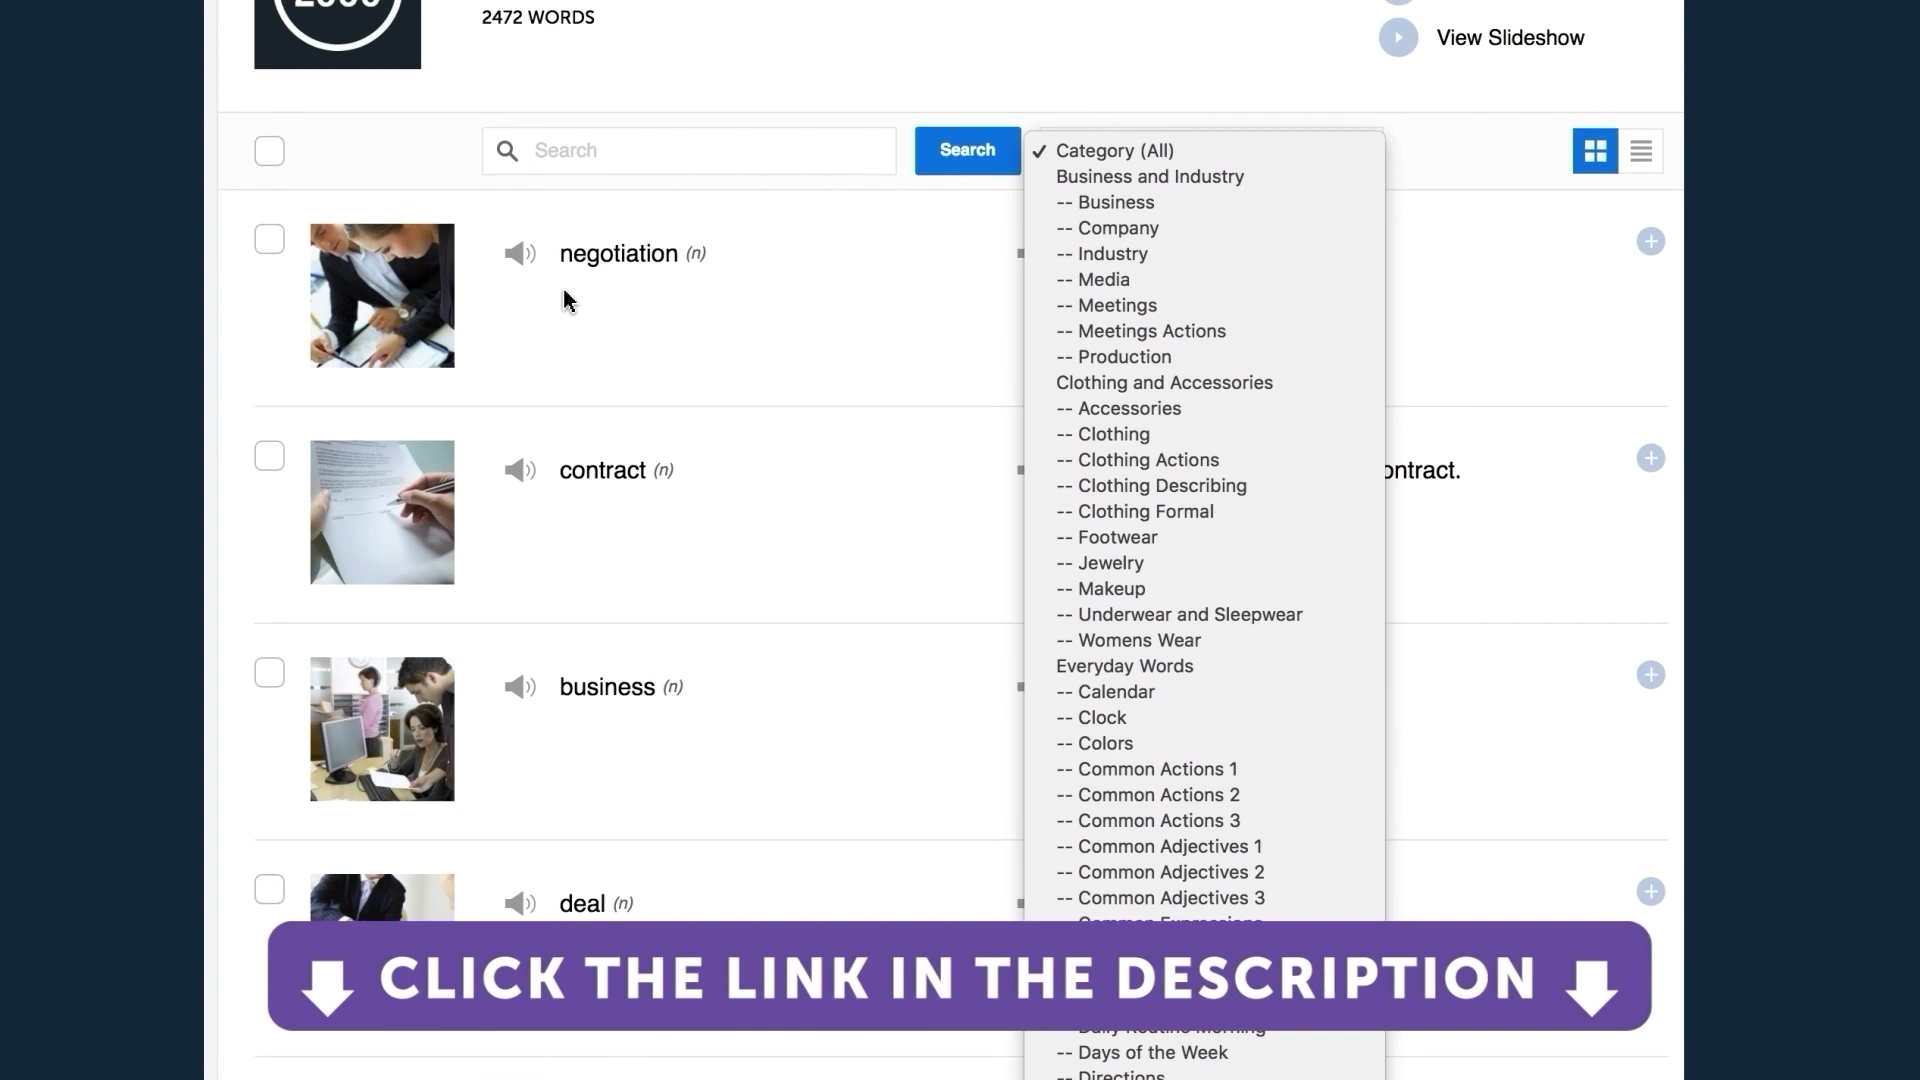 2472 WORDS
View Slideshow
Search
Search
✓ Category (All)
Business and Industry
-- Business
-- Company
-- Industry
-- Media
-- Meetings
-- Meetings Actions
-- Production
Clothing and Accessories
-- Accessories
-- Clothing
-- Clothing Actions
-- Clothing Describing
-- Clothing Formal
-- Footwear
-- Jewelry
-- Makeup
-- Underwear and Sleepwear
-- Womens Wear
Everyday Words
-- Calendar
-- Clock
-- Colors
-- Common Actions 1
-- Common Actions 2
-- Common Actions 3
-- Common Adjectives 1
-- Common Adjectives 2
-- Common Adjectives 3
negotiation (n)
contract (n)
ontract.
business (n)
deal (n)
CLICK THE LINK IN THE DESCRIPTION
-- Days of the Week
-- Directions